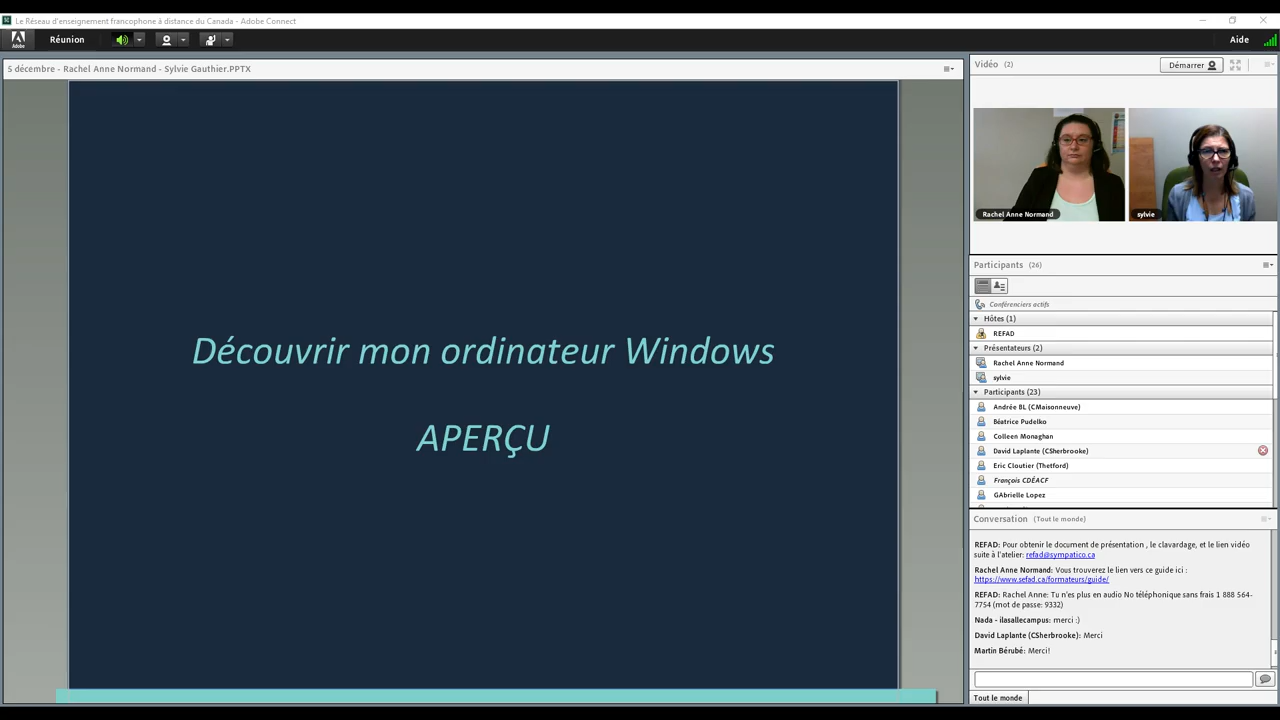 Le Réseau d'enseignement francophone à distance du Canada - Adobe Connect
Adobe
Réunion
Aide
5 décembre - Rachel Anne Normand - Sylvie Gauthier.PPTX
Découvrir mon ordinateur Windows
APERÇU
Vidéo (2)
Démarrer
Rachel Anne Normand
sylvie
Participants (26)
Conférenciers actifs
Hôtes (1)
REFAD
Présentateurs (2)
Rachel Anne Normand
sylvie
Participants (23)
Andrée BL (CMaisonneuve)
Béatrice Pudelko
Colleen Monaghan
David Laplante (CSherbrooke)
Eric Cloutier (Thetford)
François CDÉACF
GAbrielle Lopez
Conversation (Tout le monde)
REFAD: Pour obtenir le document de présentation , le clavardage, et le lien vidéo
suite à l'atelier: refad@sympatico.ca
Rachel Anne Normand: Vous trouverez le lien vers ce guide ici :
https://www.sefad.ca/formateurs/guide/
REFAD: Rachel Anne: Tu n'es plus en audio No téléphonique sans frais 1 888 564-
7754 (mot de passe: 9332)
Nada - ilasallecampus: merci :)
David Laplante (CSherbrooke): Merci
Martin Bérubé: Merci!
Tout le monde